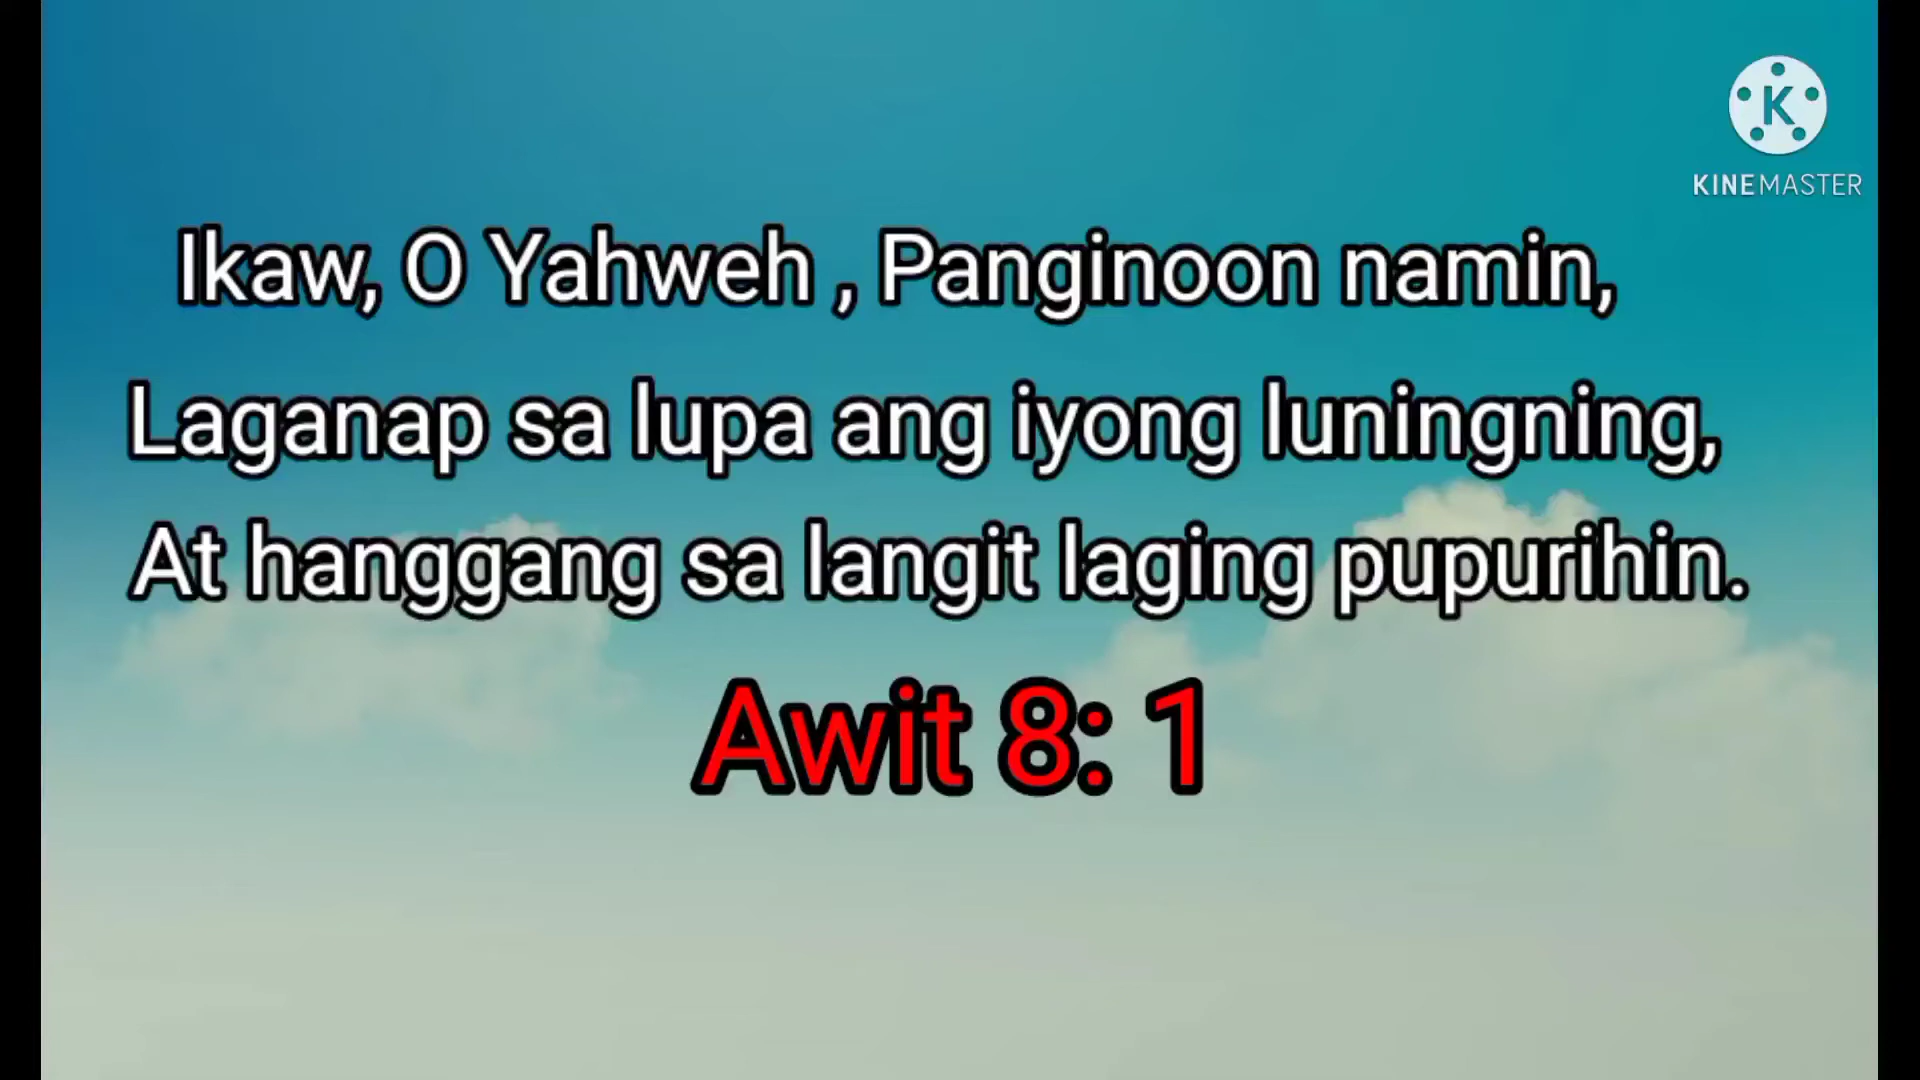 K
KINEMASTER
Ikaw, O Yahweh , Panginoon namin,
Laganap sa lupa ang iyong luningning,
At hanggang sa langit laging pupurihin.
Awit 8: 1